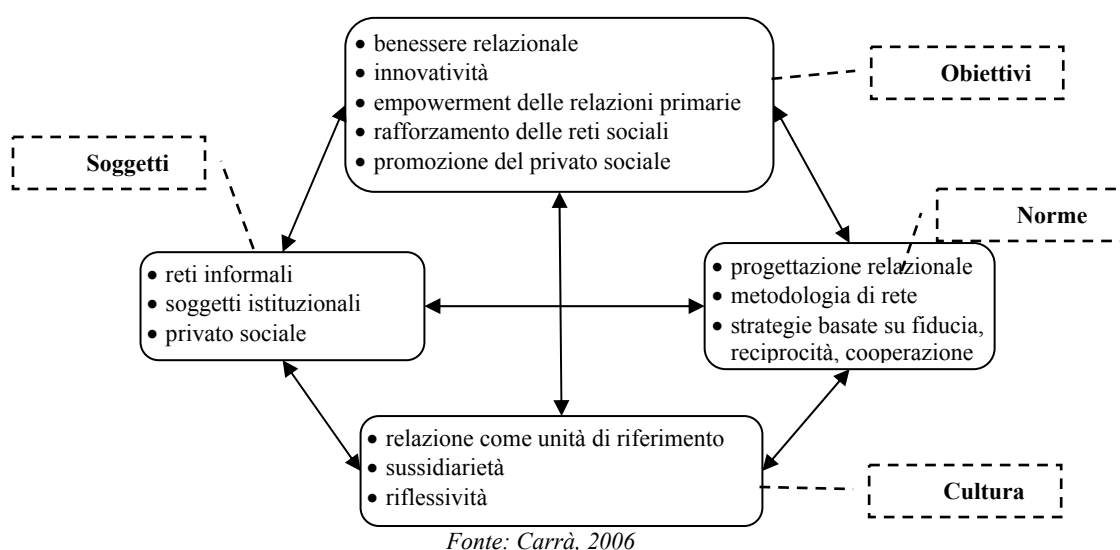 • benessere relazionale
• innovatività
• empowerment delle relazioni primarie
• rafforzamento delle reti sociali
• promozione del privato sociale
Obiettivi
Soggetti
Norme
• reti informali
• soggetti istituzionali
• privato sociale
• progettazione relazionale
• metodologia di rete
• strategie basate su fiducia,
reciprocità, cooperazione
• relazione come unità di riferimento
• sussidiarietà
• riflessività
Cultura
Fonte: Carrà, 2006